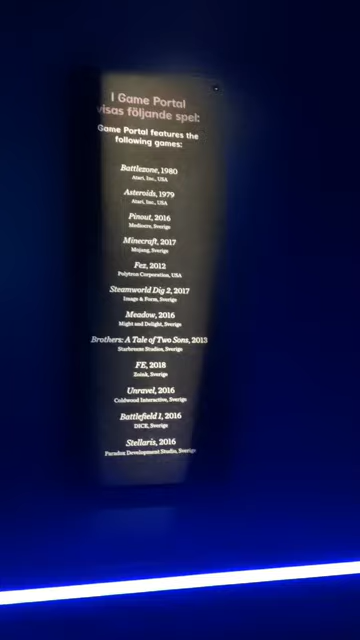 I Game Portal
visas följande spel:
Game Portal features the
following games:
Battlezone, 1980
Atari, Inc., USA
Asteroids, 1979
Atari, Inc., USA
Pinout, 2016
Mediocre, Sverige
Minecraft, 2017
Mojang, Sverige
Fez, 2012
Polytron Corporation, USA
Steamworld Dig 2, 2017
Image & Form, Sverige
Meadow, 2016
Might and Delight, Sverige
Brothers: A Tale of Two Sons, 2013
Starbreeze Studios, Sverige
FE, 2018
Zoink, Sverige
Unravel, 2016
Coldwood Interactive, Sverige
Battlefield 1, 2016
DICE, Sverige
Stellaris, 2016
Paradox Development Studio, Sverige